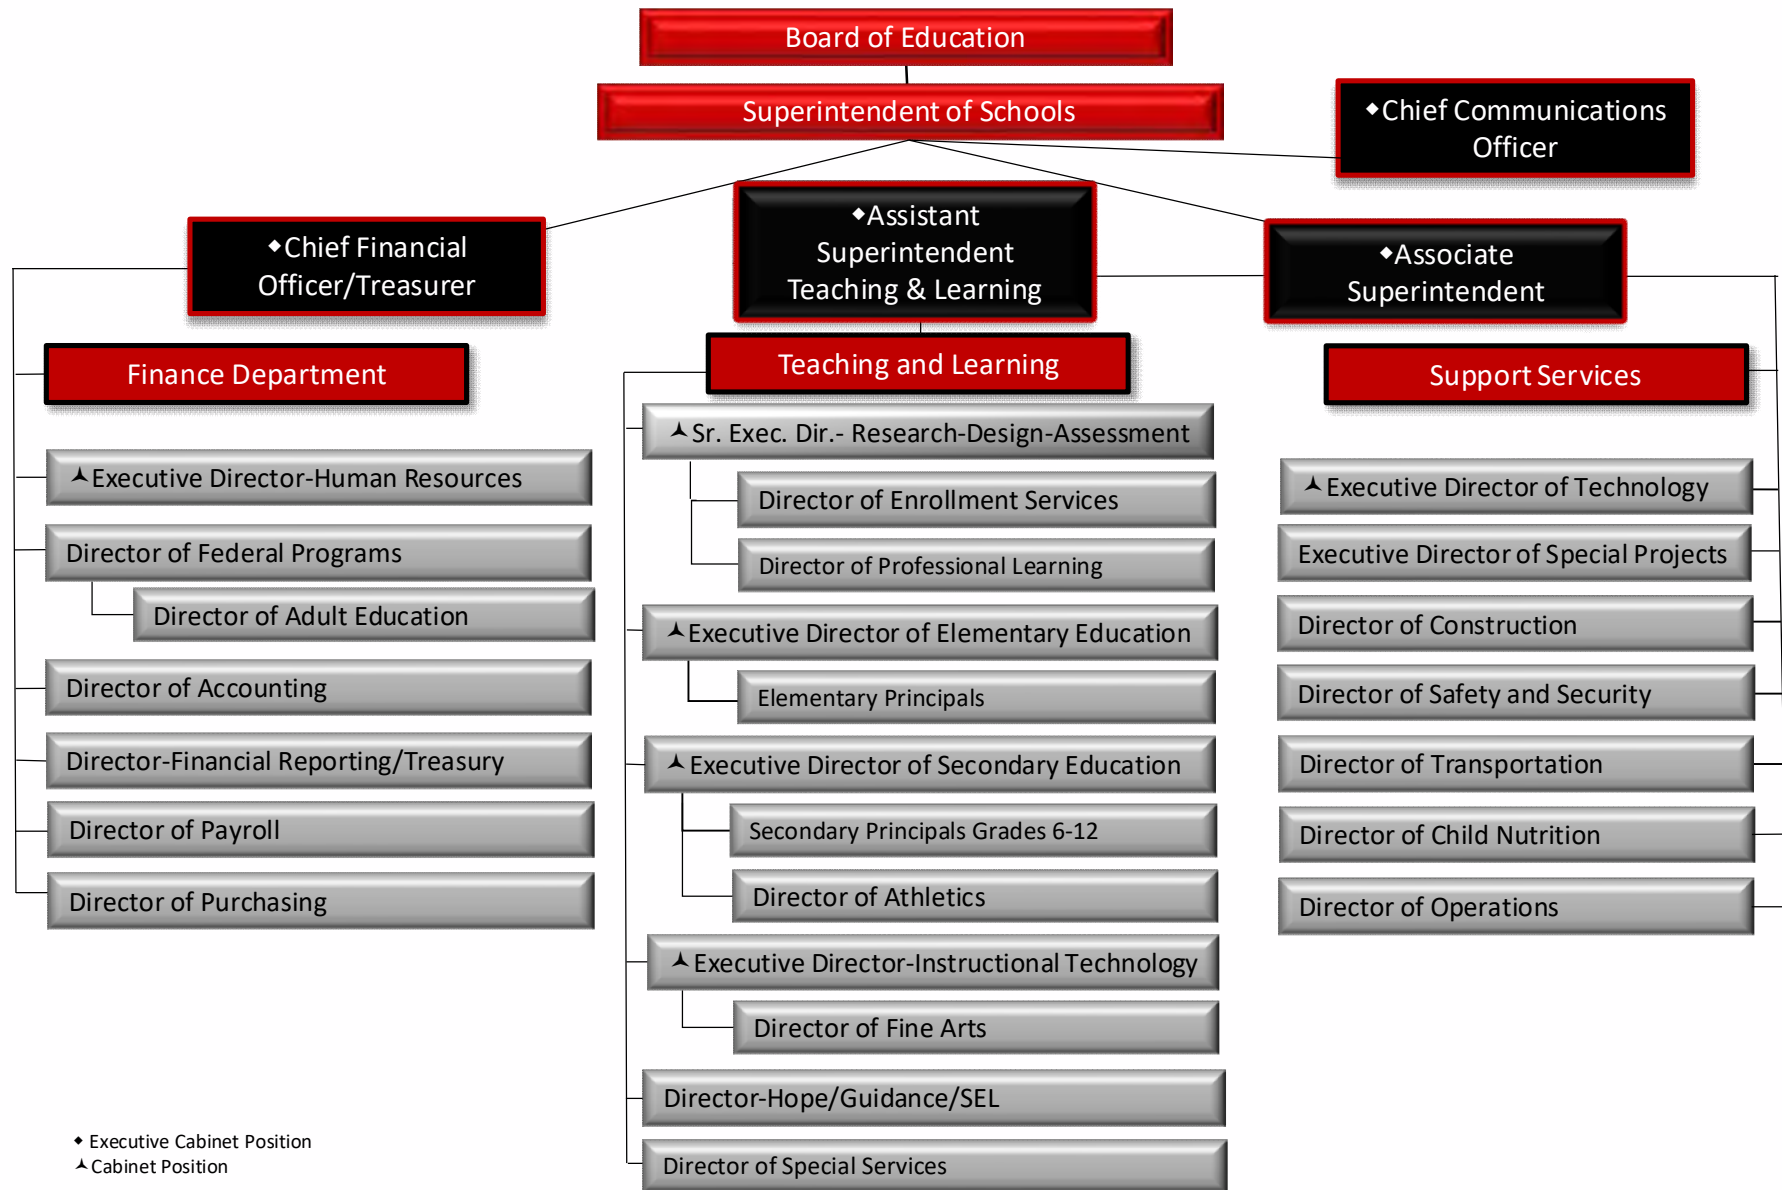 Board of Education
Superintendent of Schools
◆Chief Communications
Officer
◆Chief Financial
Officer/Treasurer
◆Assistant
Superintendent
Teaching & Learning
◆Associate
Superintendent
Finance Department
⅄Executive Director-Human Resources
Director of Federal Programs
Director of Adult Education
Director of Accounting
Director-Financial Reporting/Treasury
Director of Payroll
Director of Purchasing
Teaching and Learning
⅄Sr. Exec. Dir.- Research-Design-Assessment
Director of Enrollment Services
Director of Professional Learning
⅄Executive Director of Elementary Education
Elementary Principals
⅄Executive Director of Secondary Education
Secondary Principals Grades 6-12
Director of Athletics
⅄Executive Director-Instructional Technology
Director of Fine Arts
Director-Hope/Guidance/SEL
Director of Special Services
Support Services
⅄Executive Director of Technology
Executive Director of Special Projects
Director of Construction
Director of Safety and Security
Director of Transportation
Director of Child Nutrition
Director of Operations
◆ Executive Cabinet Position
⅄Cabinet Position